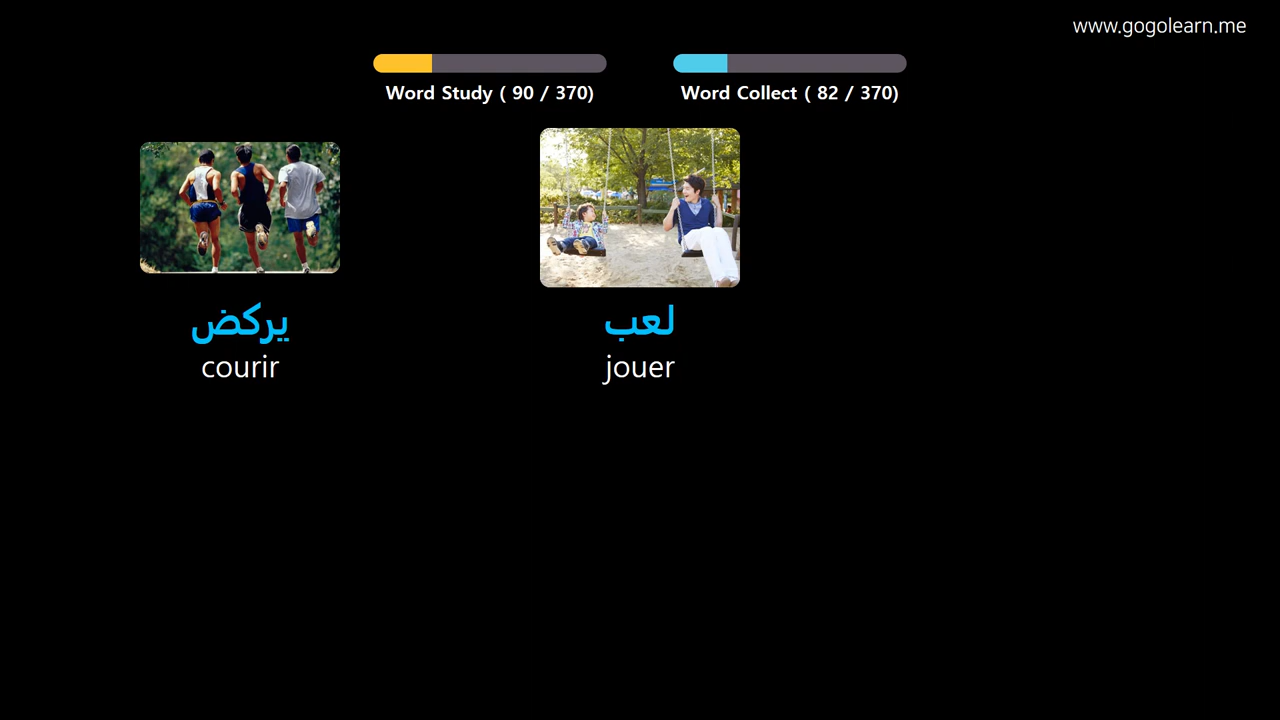 www.gogolearn.me
Word Study ( 90 / 370)
Word Collect ( 82 / 370)
يركض
courir
لعب
jouer